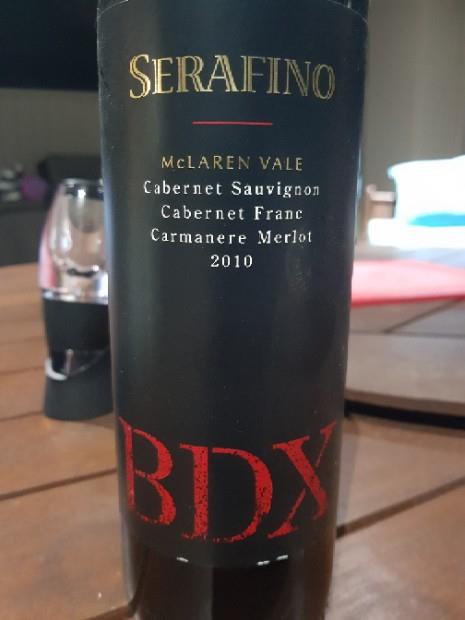 SERAFINO
McLAREN VALE
Cabernet Sauvignon
Cabernet Franc
Carmanere Merlot
2010
BDX